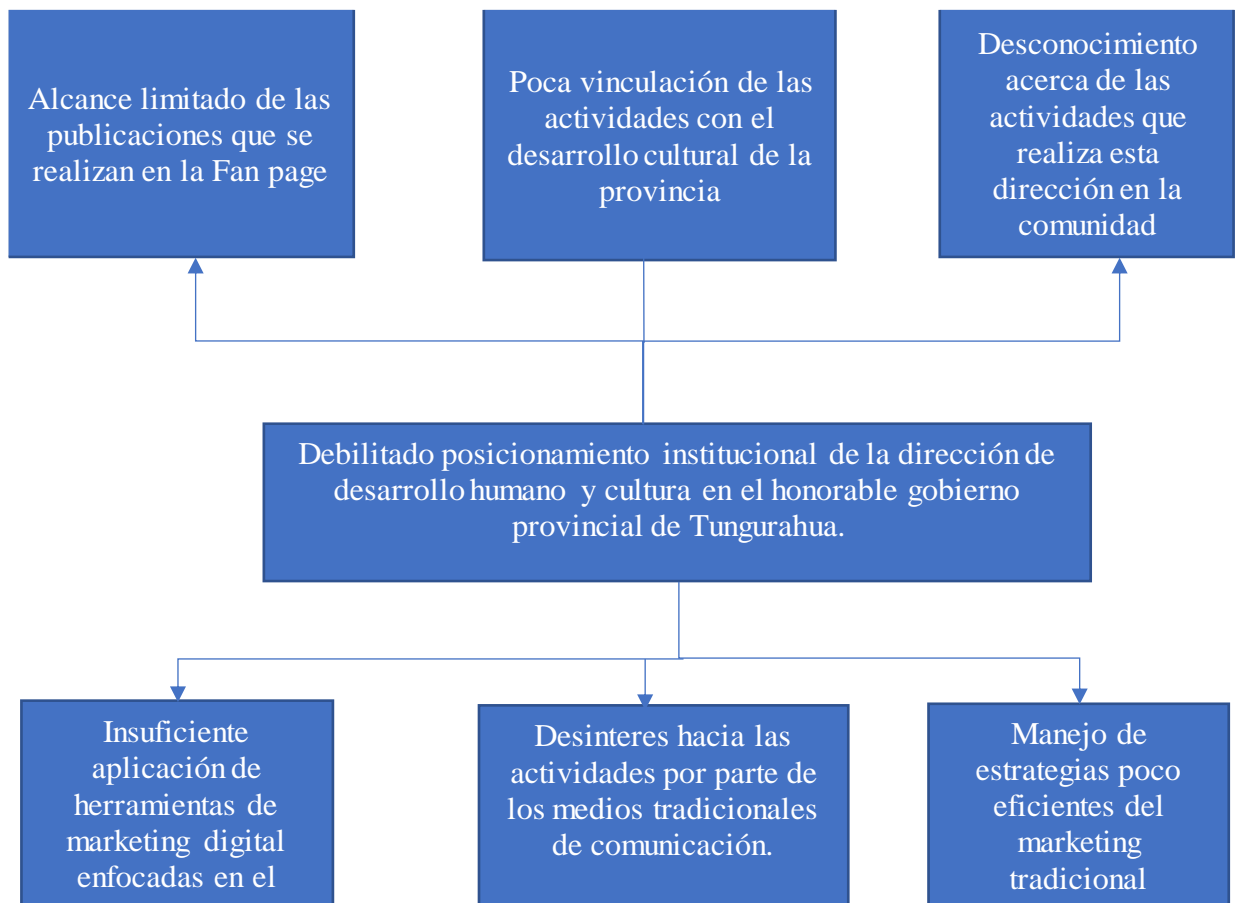 Alcance limitado de las
publicaciones que se
realizan en la Fan page
Poca vinculación de las
actividades con el
desarrollo cultural de la
provincia
Desconocimiento
acerca de las
actividades que
realiza esta
dirección en la
comunidad
Debilitado posicionamiento institucional de la dirección de
desarrollo humano y cultura en el honorable gobierno
provincial de Tungurahua.
Insuficiente
aplicación de
herramientas de
marketing digital
enfocadas en el
Desinteres hacia las
actividades por parte de
los medios tradicionales
de comunicación.
Manejo de
estrategias poco
eficientes del
marketing
tradicional